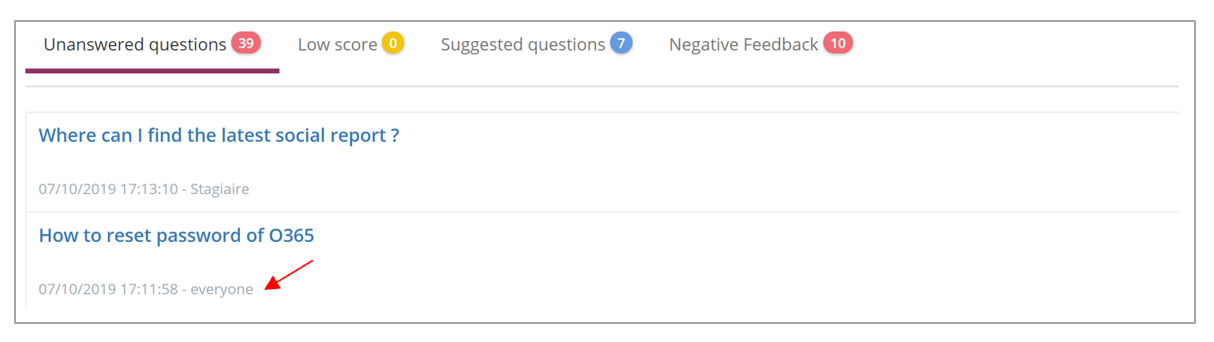 Unanswered questions 39 Low score 0 Suggested questions 7 Negative Feedback 10
Where can I find the latest social report ?
07/10/2019 17:13:10 - Stagiaire
How to reset password of O365
07/10/2019 17:11:58 - everyone